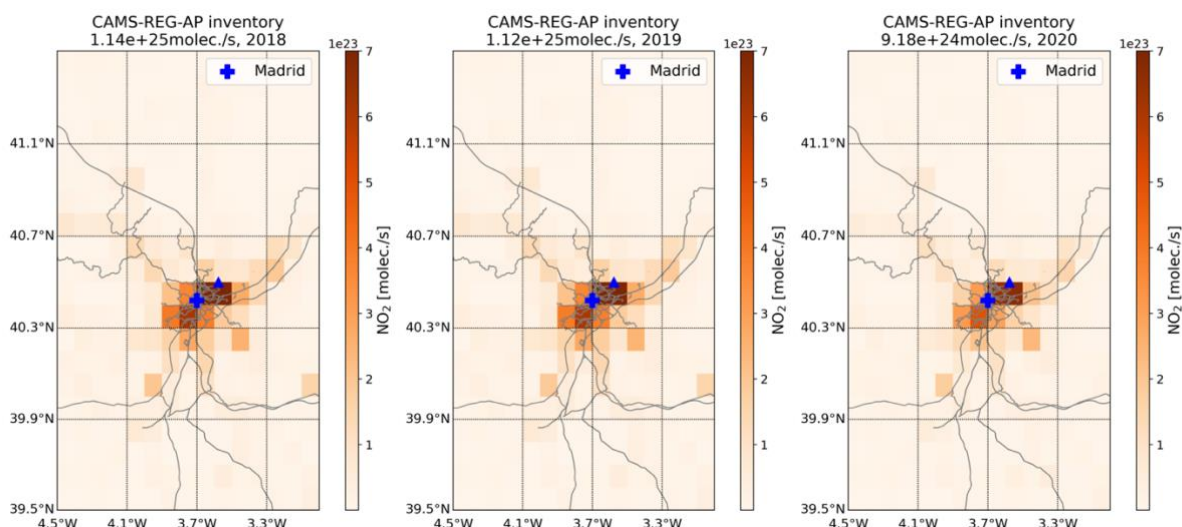 CAMS-REG-AP inventory
1.14e+25molec./s, 2018
1e23
7
Madrid
41.1°N
6
5
40.7°N
4
40.3°N
3
2
39.9°N
1
39.5°N
4.5°W 4.1°W 3.7°W 3.3°W
NO₂ [molec./s]
CAMS-REG-AP inventory
1.12e+25molec./s, 2019
1e23
7
Madrid
41.1°N
6
5
40.7°N
4
40.3°N
3
2
39.9°N
1
39.5°N
4.5°W 4.1°W 3.7°W 3.3°W
NO₂ [molec./s]
CAMS-REG-AP inventory
9.18e+24molec./s, 2020
1e23
7
Madrid
41.1°N
6
5
40.7°N
4
40.3°N
3
2
39.9°N
1
39.5°N
4.5°W 4.1°W 3.7°W 3.3°W
NO₂ [molec./s]